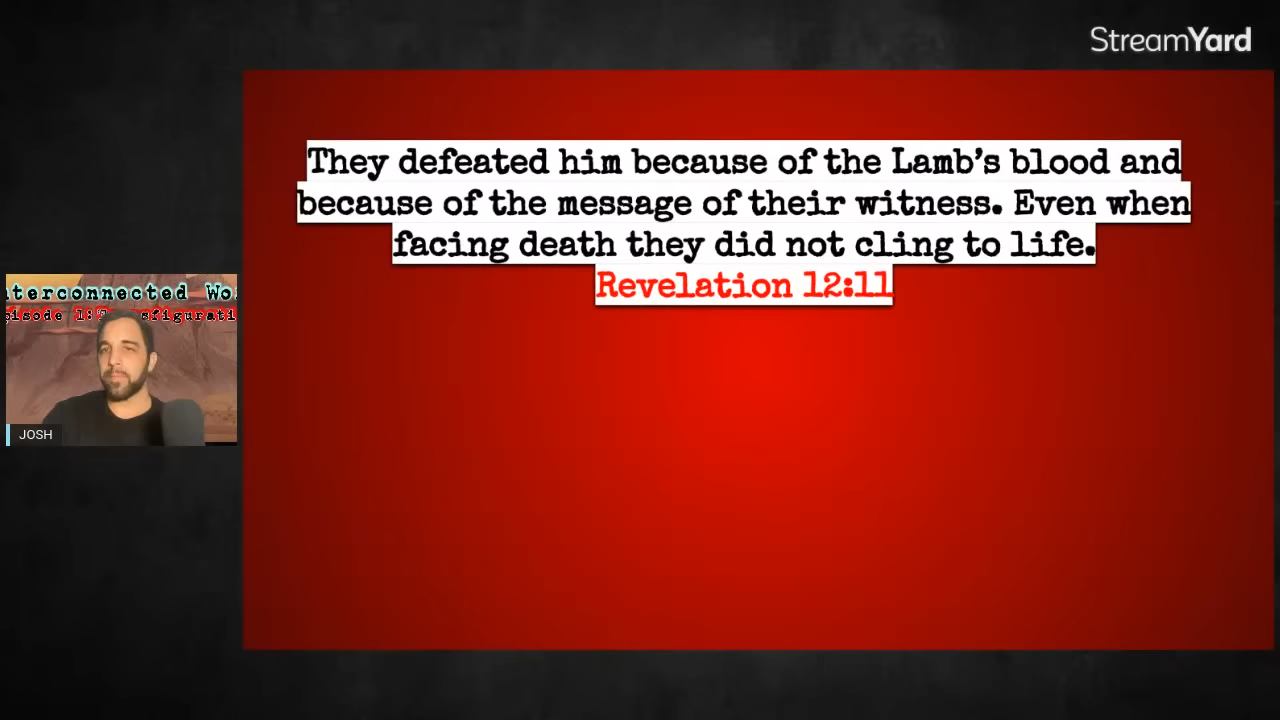 StreamYard
They defeated him because of the Lamb's blood and
because of the message of their witness. Even when
facing death they did not cling to life.
Revelation 12:11
nterconnected Wo
JOSH